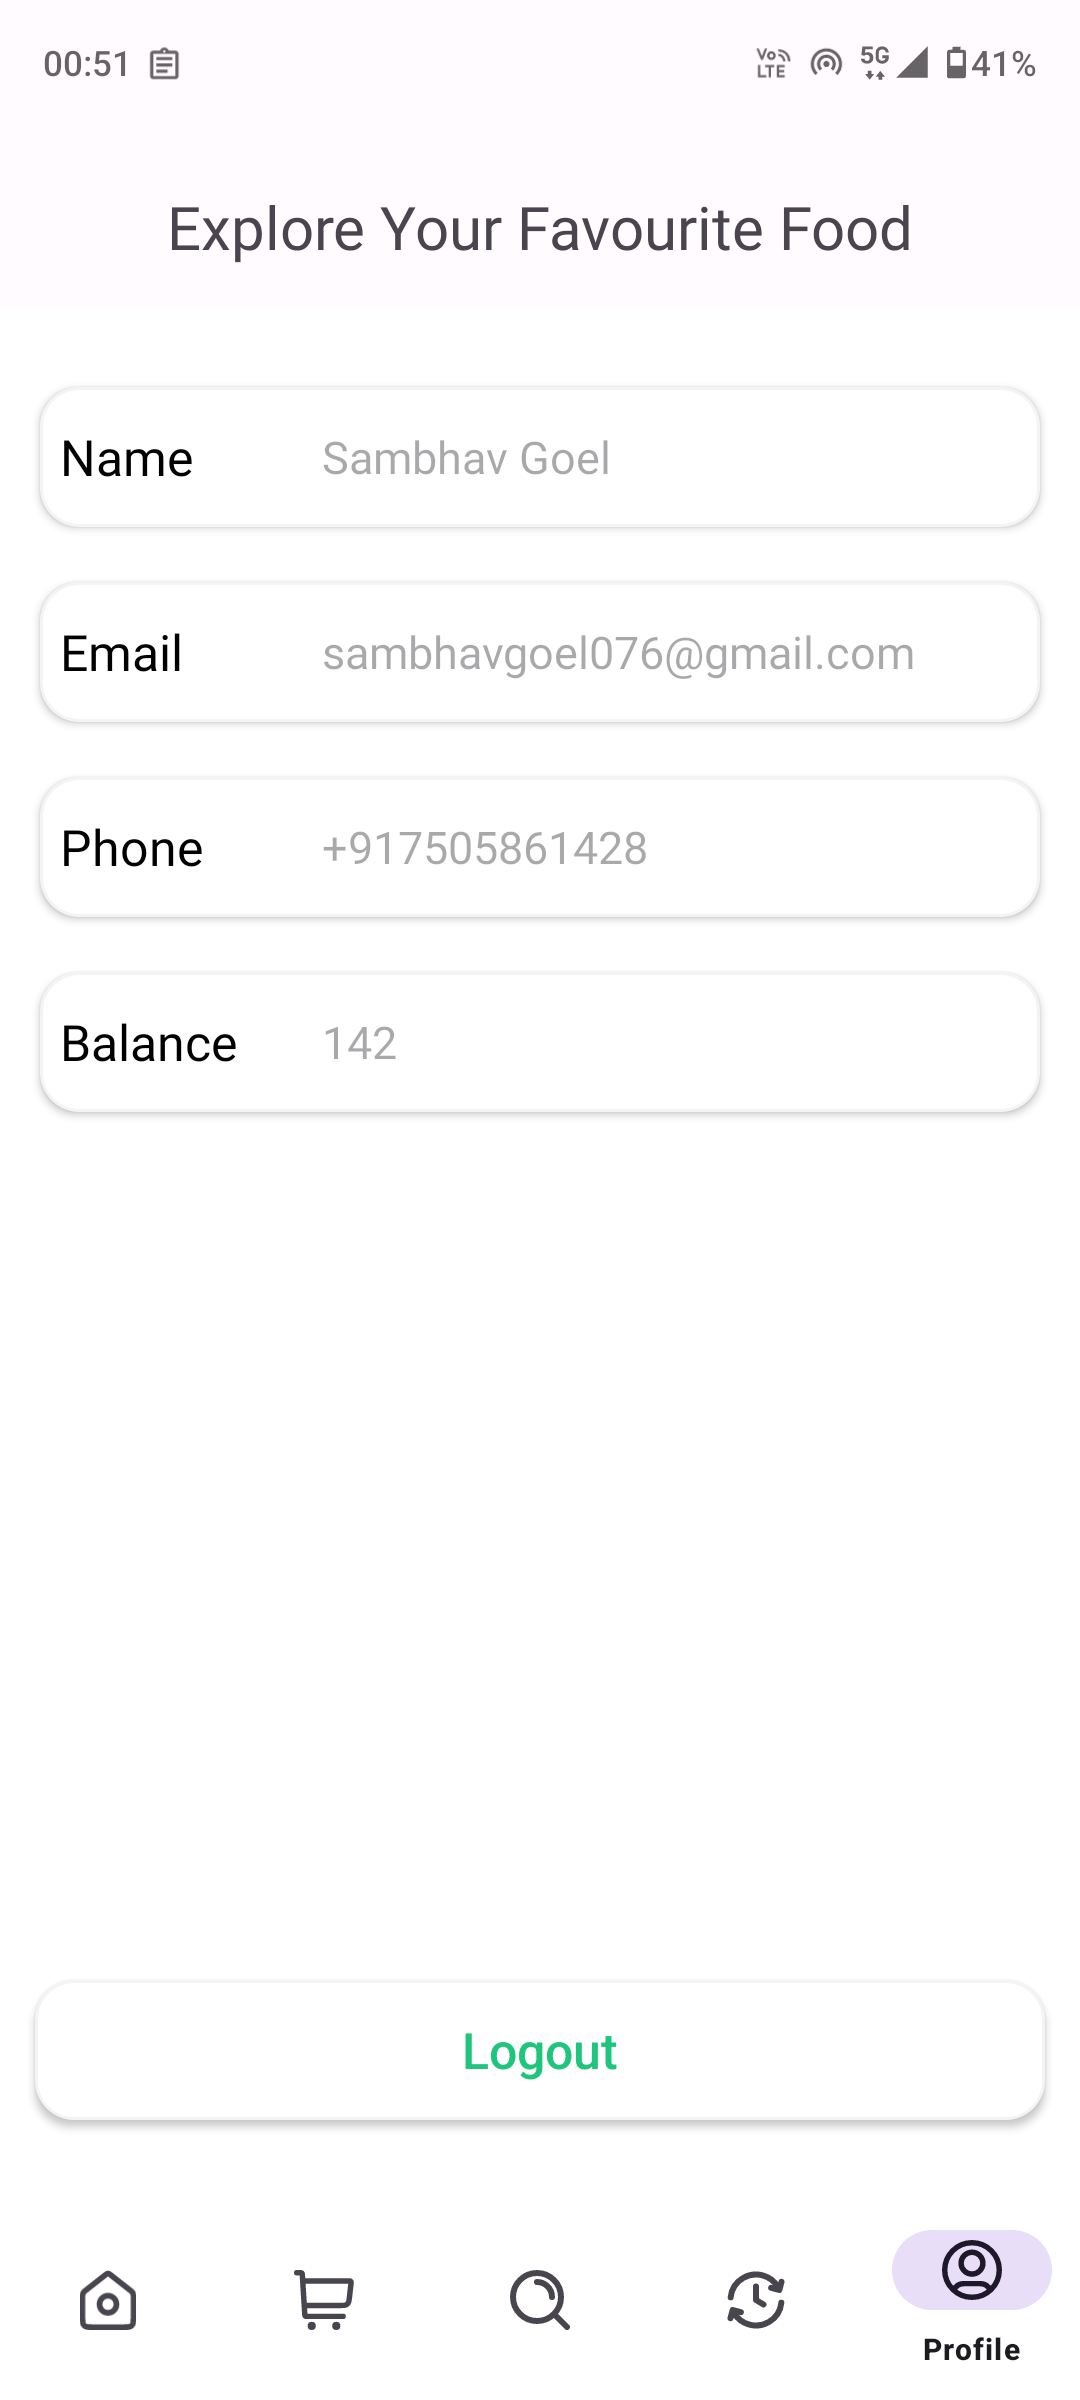 00:51 Vo LTE 5G 41%
Explore Your Favourite Food
Name Sambhav Goel
Email sambhavgoel076@gmail.com
Phone +917505861428
Balance 142
Logout
Profile